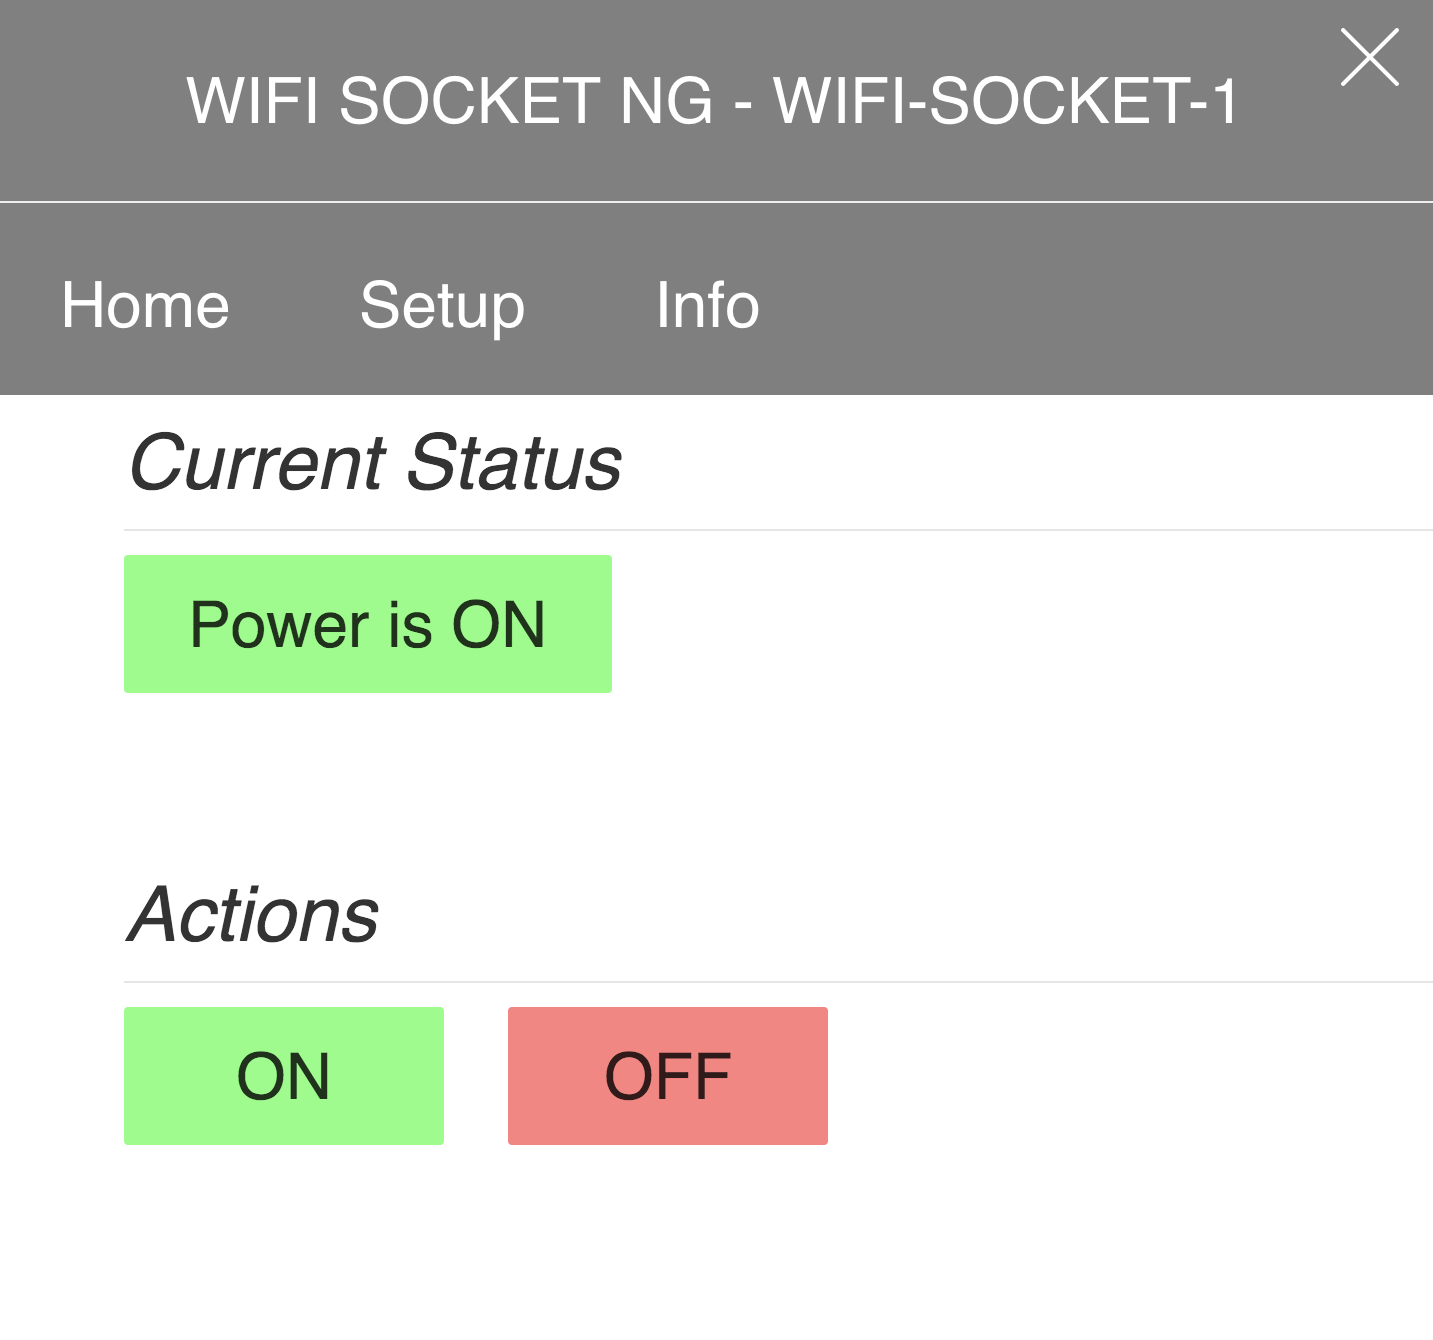 WIFI SOCKET NG - WIFI-SOCKET-1
Home Setup Info
Current Status
Power is ON
Actions
ON OFF